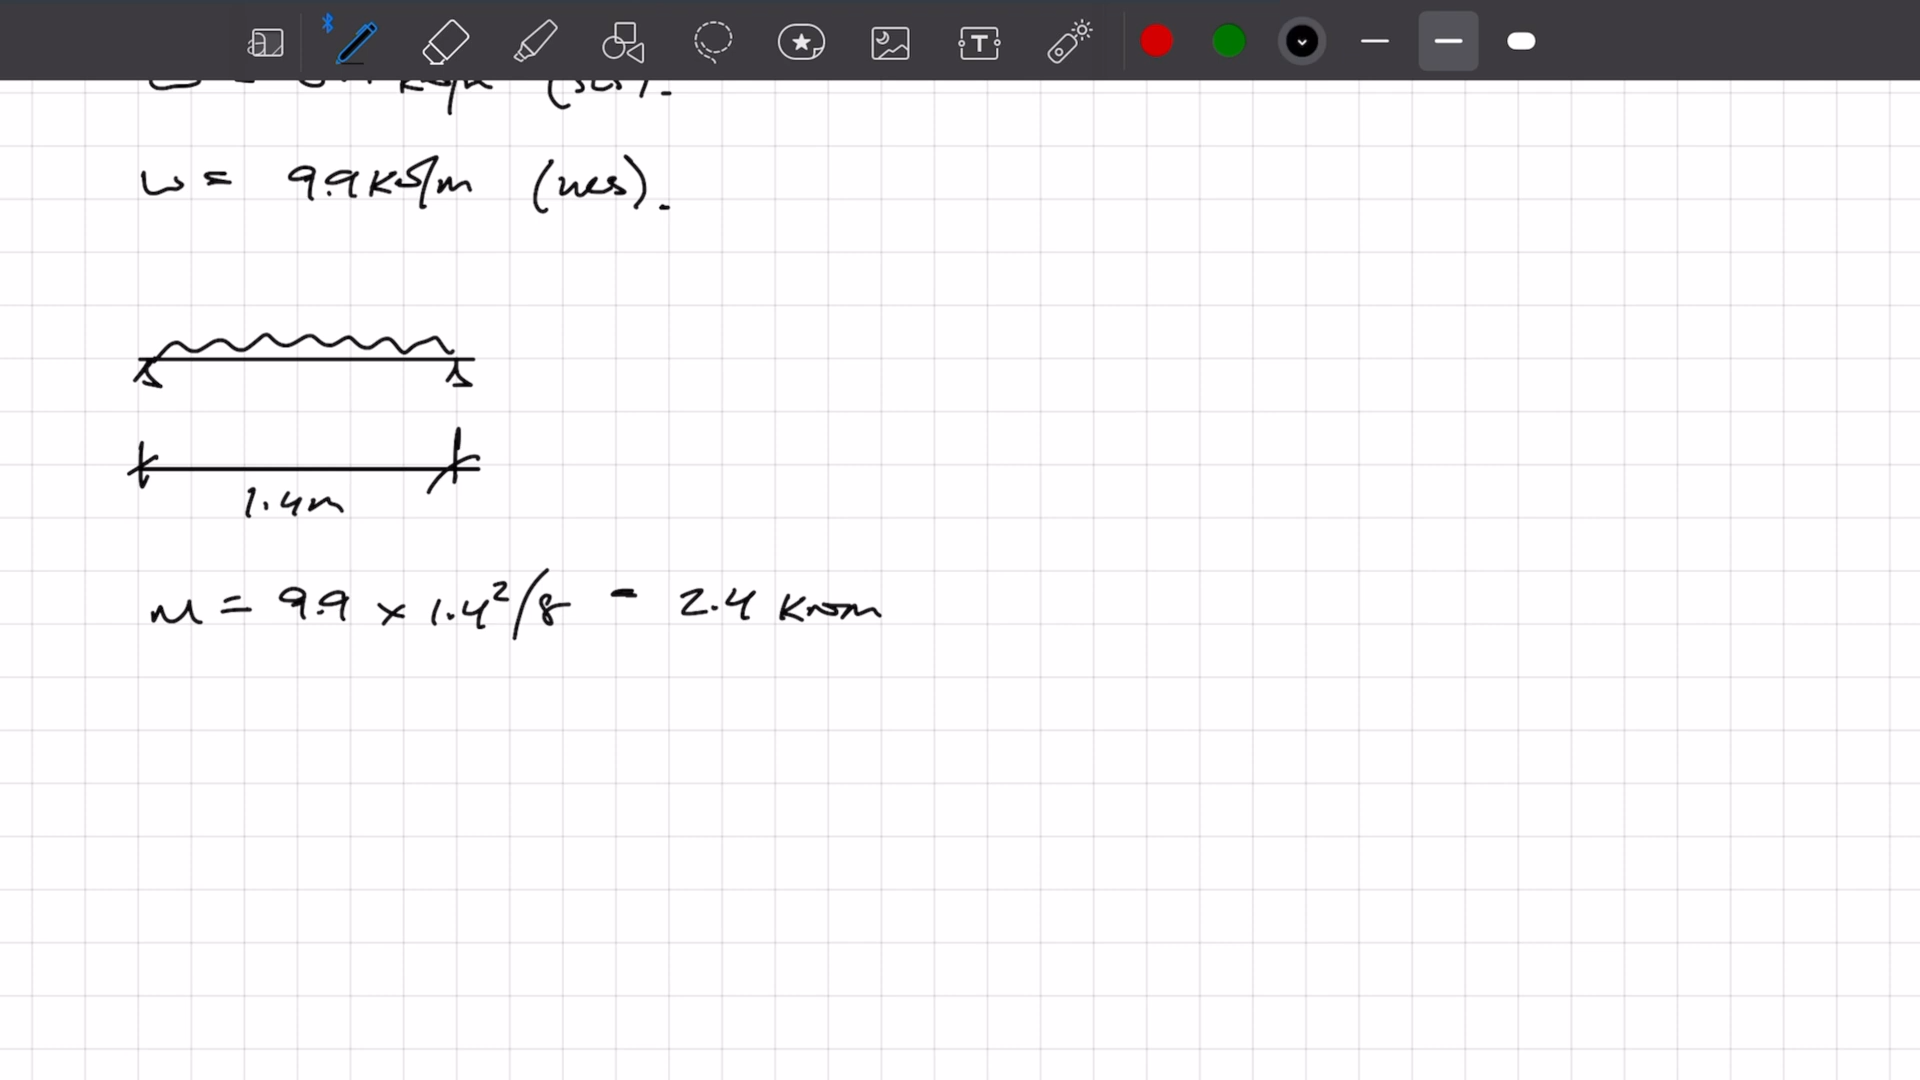 w = 9.9 kN/m (ULS).
1.4m
M = 9.9 x 1.4²/8 = 2.4 kNm